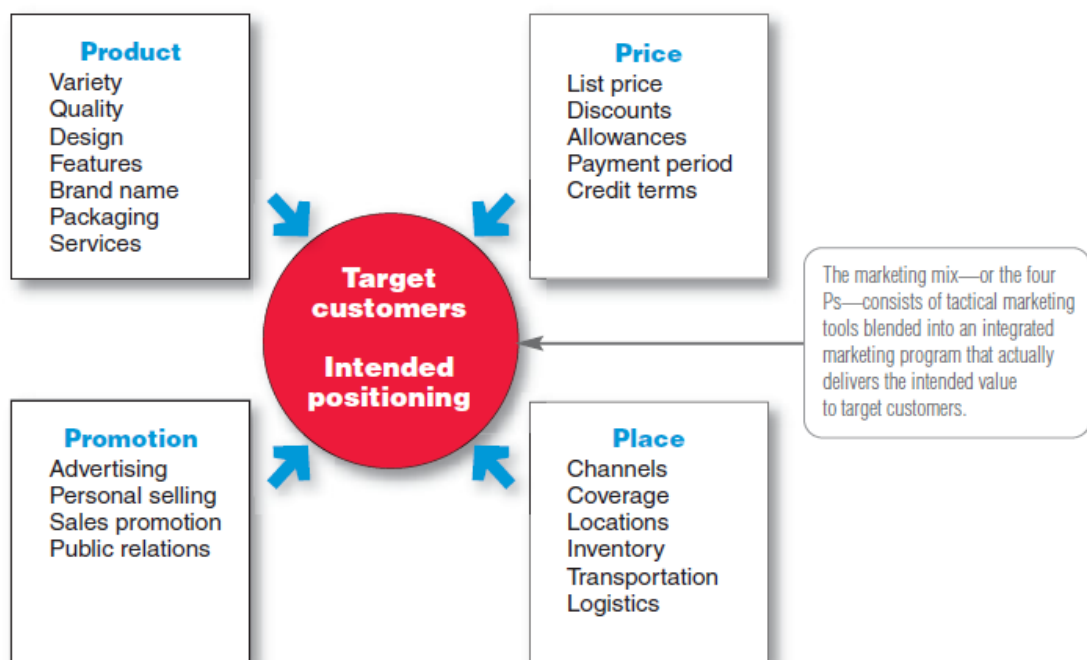 Product
Variety
Quality
Design
Features
Brand name
Packaging
Services
Price
List price
Discounts
Allowances
Payment period
Credit terms
Target
customers
Intended
positioning
The marketing mix—or the four
Ps—consists of tactical marketing
tools blended into an integrated
marketing program that actually
delivers the intended value
to target customers.
Promotion
Advertising
Personal selling
Sales promotion
Public relations
Place
Channels
Coverage
Locations
Inventory
Transportation
Logistics